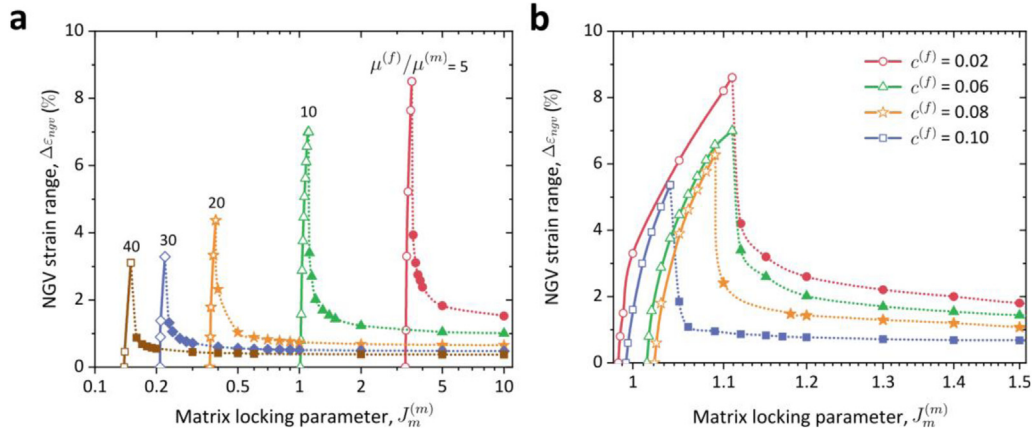 a
10
8
6
4
2
0
NGV strain range, Δε_ngv (%)
μ^(f)/μ^(m) = 5
10
20
30
40
0.1 0.2 0.5 1 2 5 10
Matrix locking parameter, J_m^(m)
b
10
8
6
4
2
0
NGV strain range, Δε_ngv (%)
c^(f) = 0.02
c^(f) = 0.06
c^(f) = 0.08
c^(f) = 0.10
1 1.1 1.2 1.3 1.4 1.5
Matrix locking parameter, J_m^(m)